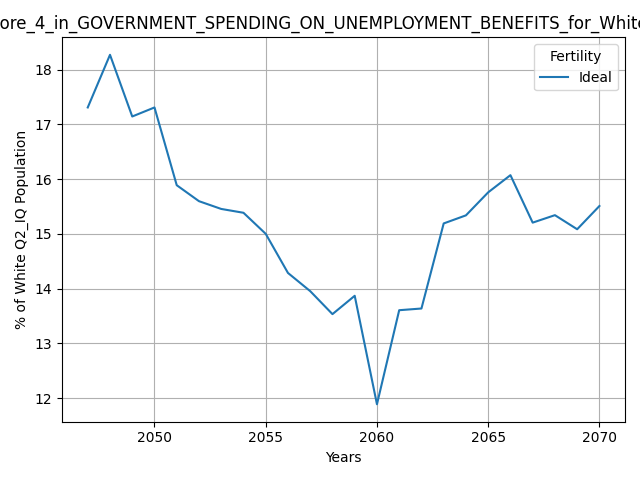 ore_4_in_GOVERNMENT_SPENDING_ON_UNEMPLOYMENT_BENEFITS_for_White
Fertility
Ideal
% of White Q2_IQ Population
18
17
16
15
14
13
12
2050 2055 2060 2065 2070
Years